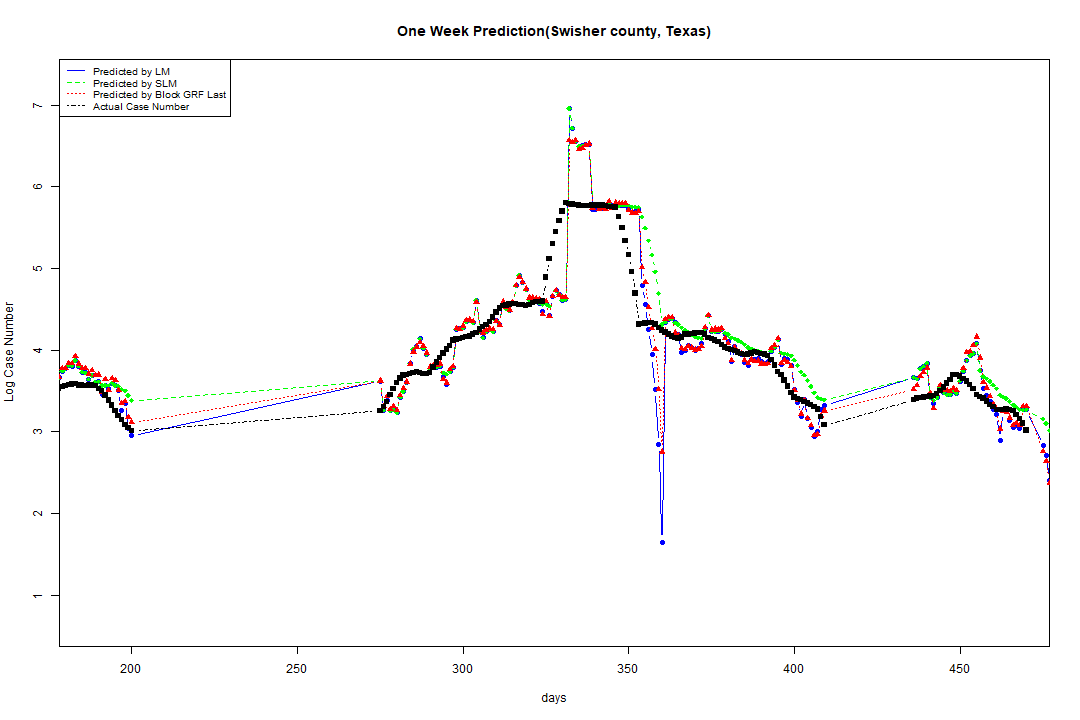 One Week Prediction(Swisher county, Texas)
Predicted by LM
Predicted by SLM
Predicted by Block GRF Last
Actual Case Number
7
6
5
4
3
2
1
Log Case Number
200 250 300 350 400 450
days